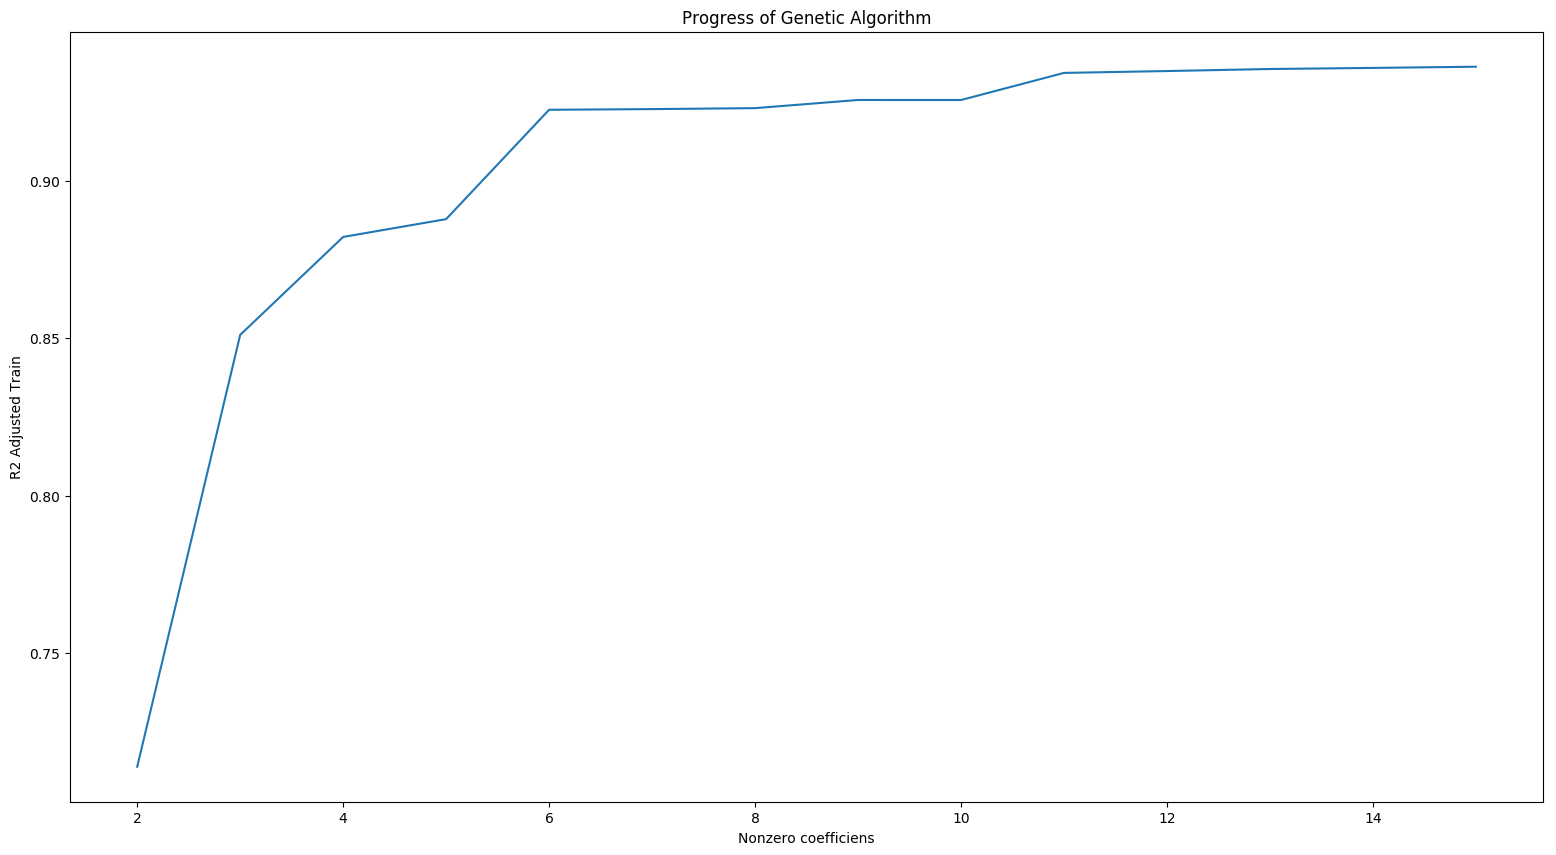 Progress of Genetic Algorithm
0.90
0.85
0.80
0.75
R2 Adjusted Train
2 4 6 8 10 12 14
Nonzero coefficiens